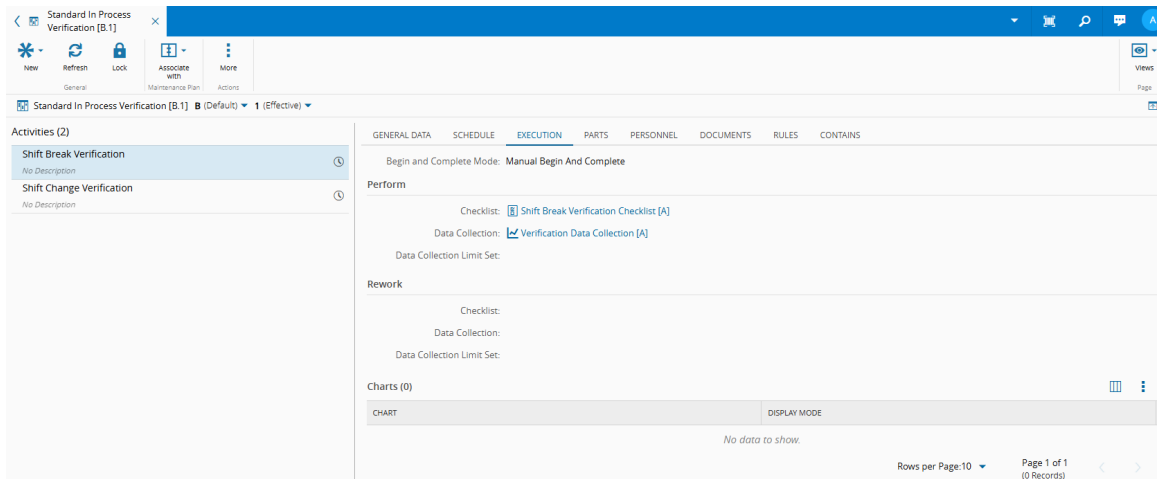 Standard In Process
Verification [B.1]
A
New
Refresh
Lock
Associate
with
More
Views
General
Maintenance Plan
Actions
Page
Standard In Process Verification [B.1] B (Default) 1 (Effective)
Activities (2)
Shift Break Verification
No Description
Shift Change Verification
No Description
GENERAL DATA SCHEDULE EXECUTION PARTS PERSONNEL DOCUMENTS RULES CONTAINS
Begin and Complete Mode: Manual Begin And Complete
Perform
Checklist: Shift Break Verification Checklist [A]
Data Collection: Verification Data Collection [A]
Data Collection Limit Set:
Rework
Checklist:
Data Collection:
Data Collection Limit Set:
Charts (0)
CHART DISPLAY MODE
No data to show.
Rows per Page:10 Page 1 of 1
(0 Records)